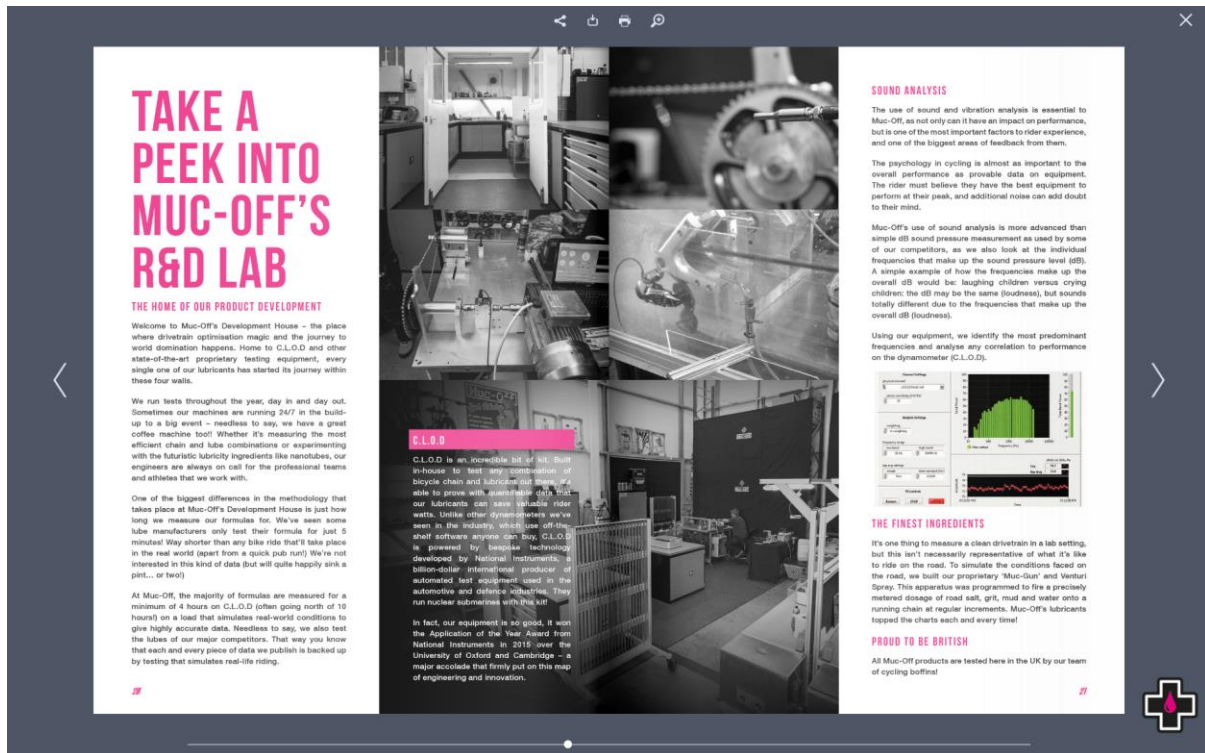 TAKE A
PEEK INTO
MUC-OFF'S
R&D LAB
THE HOME OF OUR PRODUCT DEVELOPMENT
Welcome to Muc-Off's Development House – the place
where drivetrain optimisation magic and the journey to
world domination happens. Home to C.L.O.D and other
state-of-the-art proprietary testing equipment, every
single one of our lubricants has started its journey within
these four walls.
We run tests throughout the year, day in and day out.
Sometimes our machines are running 24/7 in the build-
up to a big event – needless to say, we have a great
coffee machine too!! Whether it's measuring the most
efficient chain and lube combinations or experimenting
with the futuristic lubricity ingredients like nanotubes, our
engineers are always on call for the professional teams
and athletes that we work with.
One of the biggest differences in the methodology that
takes place at Muc-Off's Development House is just how
long we measure our formulas for. We've seen some
lube manufacturers only test their formula for just 5
minutes! Way shorter than any bike ride that'll take place
in the real world (apart from a quick pub run!) We're not
interested in this kind of data (but will quite happily sink a
pint... or two!)
At Muc-Off, the majority of formulas are measured for a
minimum of 4 hours on C.L.O.D (often going north of 10
hours!) on a load that simulates real-world conditions to
give highly accurate data. Needless to say, we also test
the lubes of our major competitors. That way you know
that each and every piece of data we publish is backed up
by testing that simulates real-life riding.
C.L.O.D
C.L.O.D is an incredible bit of kit. Built
in-house to test any combination of
bicycle chain and lubricant out there, it's
able to prove with quantifiable data that
our lubricants can save valuable rider
watts. Unlike other dynamometers we've
seen in the industry, which use off-the-
shelf software anyone can buy, C.L.O.D
is powered by bespoke technology
developed by National Instruments, a
billion-dollar international producer of
automated test equipment used in the
automotive and defence industries. They
run nuclear submarines with this kit!
In fact, our equipment is so good, it won
the Application of the Year Award from
National Instruments in 2015 over the
University of Oxford and Cambridge – a
major accolade that firmly put on this map
of engineering and innovation.
SOUND ANALYSIS
The use of sound and vibration analysis is essential to
Muc-Off, as not only can it have an impact on performance,
but is one of the most important factors to rider experience,
and one of the biggest areas of feedback from them.
The psychology in cycling is almost as important to the
overall performance as provable data on equipment.
The rider must believe they have the best equipment to
perform at their peak, and additional noise can add doubt
to their mind.
Muc-Off's use of sound analysis is more advanced than
simple dB sound pressure measurement as used by some
of our competitors, as we also look at the individual
frequencies that make up the sound pressure level (dB).
A simple example of how the frequencies make up the
overall dB would be: laughing children versus crying
children: the dB may be the same (loudness), but sounds
totally different due to the frequencies that make up the
overall dB (loudness).
Using our equipment, we identify the most predominant
frequencies and analyse any correlation to performance
on the dynamometer (C.L.O.D).
Channel Settings
Analysis Settings
THE FINEST INGREDIENTS
It's one thing to measure a clean drivetrain in a lab setting,
but this isn't necessarily representative of what it's like
to ride on the road. To simulate the conditions faced on
the road, we built our proprietary 'Muc-Gun' and Venturi
Spray. This apparatus was programmed to fire a precisely
metered dosage of road salt, grit, mud and water onto a
running chain at regular increments. Muc-Off's lubricants
topped the charts each and every time!
PROUD TO BE BRITISH
All Muc-Off products are tested here in the UK by our team
of cycling boffins!
27